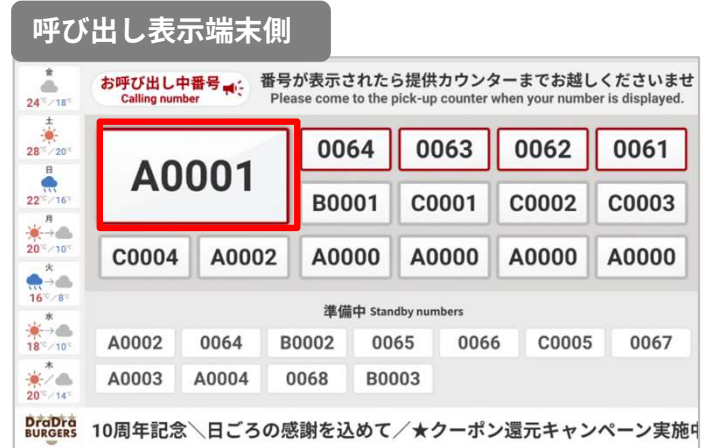 呼び出し表示端末側
金
24℃/18℃
土
28℃/20℃
日
22℃/16℃
月
20℃/10℃
火
16℃/8℃
水
18℃/10℃
木
20℃/14℃
お呼び出し中番号
Calling number
番号が表示されたら提供カウンターまでお越しくださいませ
Please come to the pick-up counter when your number is displayed.
A0001
0064 0063 0062 0061
B0001 C0001 C0002 C0003
C0004 A0002 A0000 A0000 A0000 A0000
準備中 Standby numbers
A0002 0064 B0002 0065 0066 C0005 0067
A0003 A0004 0068 B0003
DraDra
BURGERS
10周年記念＼日ごろの感謝を込めて／★クーポン還元キャンペーン実施中